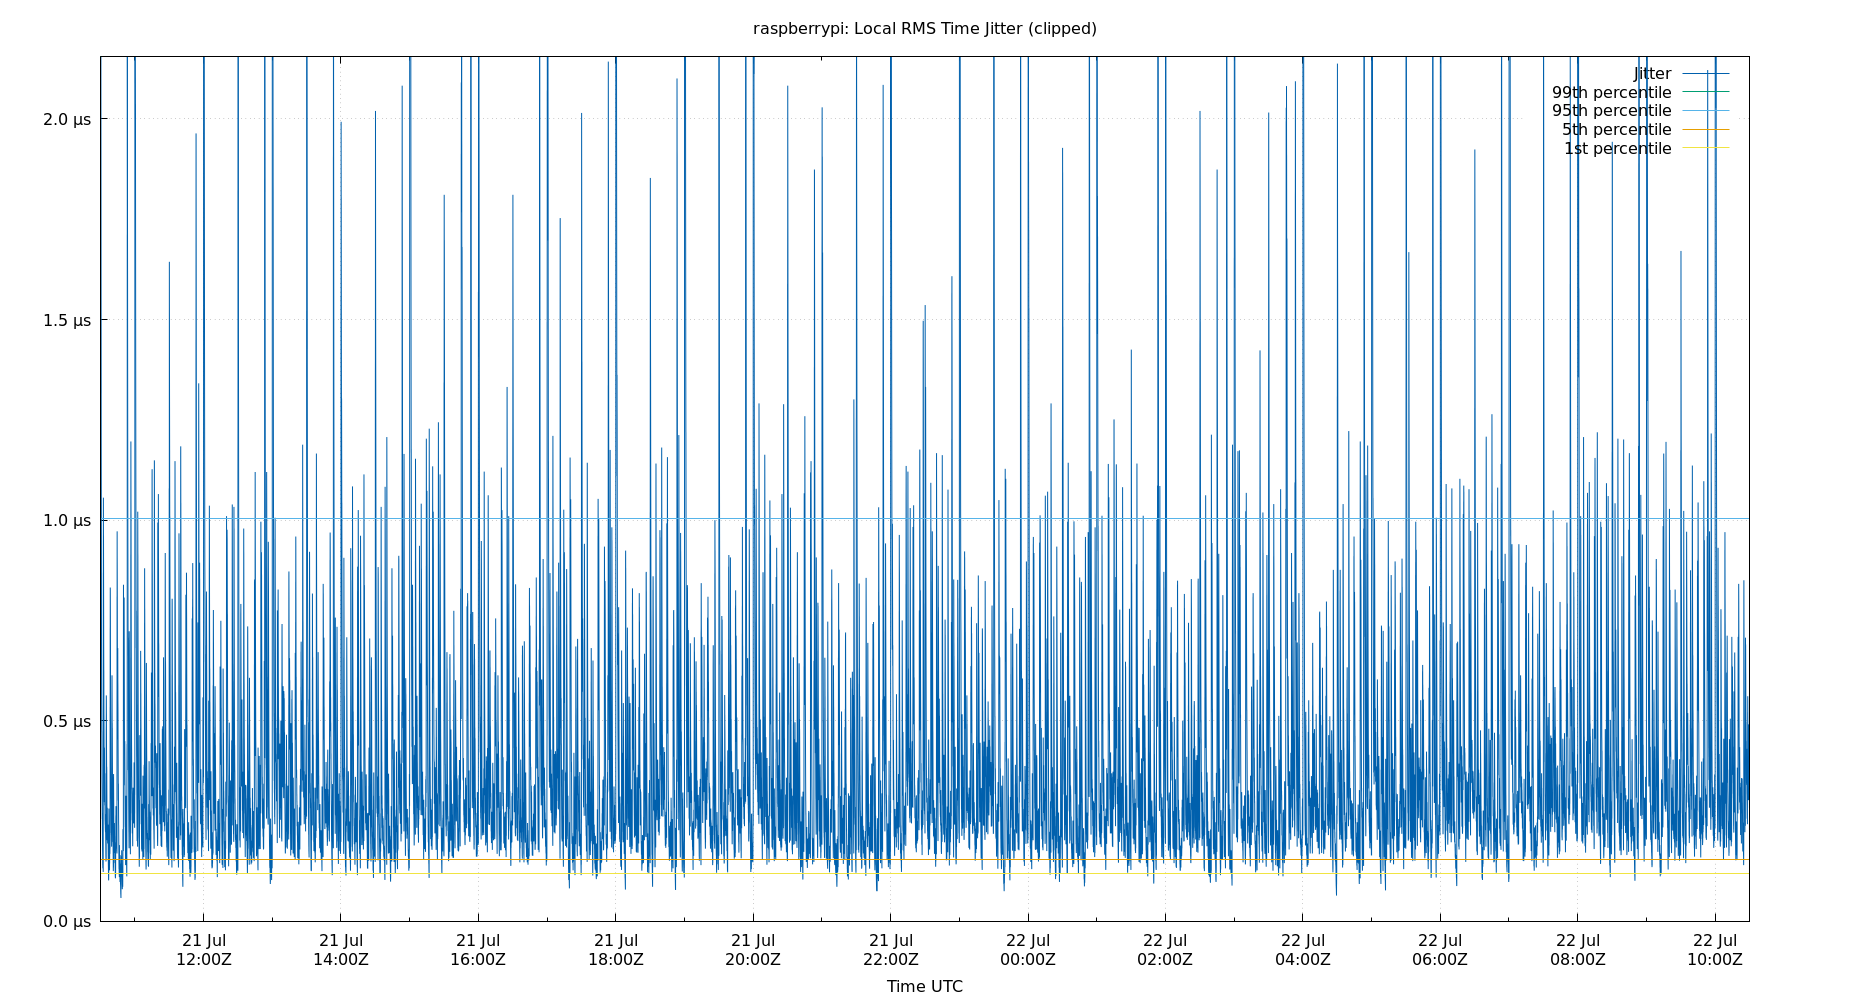 raspberrypi: Local RMS Time Jitter (clipped)
Jitter
99th percentile
95th percentile
5th percentile
1st percentile
2.0 µs
1.5 µs
1.0 µs
0.5 µs
0.0 µs
21 Jul 21 Jul 21 Jul 21 Jul 21 Jul 21 Jul 22 Jul 22 Jul 22 Jul 22 Jul 22 Jul 22 Jul
12:00Z 14:00Z 16:00Z 18:00Z 20:00Z 22:00Z 00:00Z 02:00Z 04:00Z 06:00Z 08:00Z 10:00Z
Time UTC